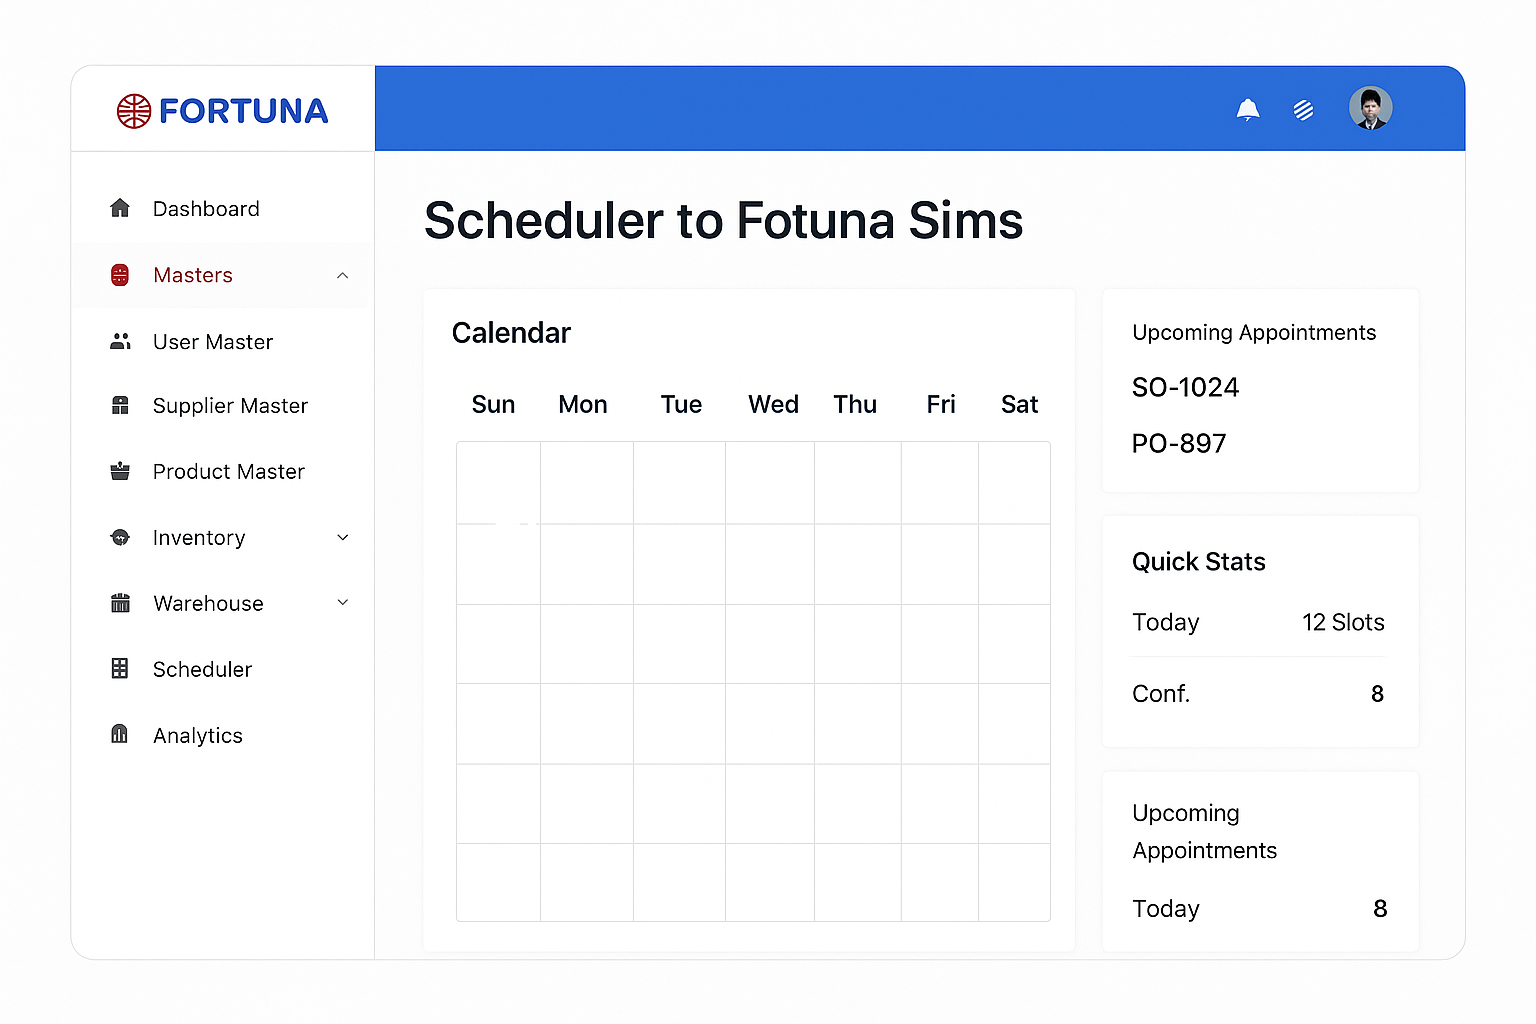 FORTUNA
Dashboard
Masters
User Master
Supplier Master
Product Master
Inventory
Warehouse
Scheduler
Analytics
Scheduler to Fotuna Sims
Calendar
Sun Mon Tue Wed Thu Fri Sat
Upcoming Appointments
SO-1024
PO-897
Quick Stats
Today 12 Slots
Conf. 8
Upcoming
Appointments
Today 8